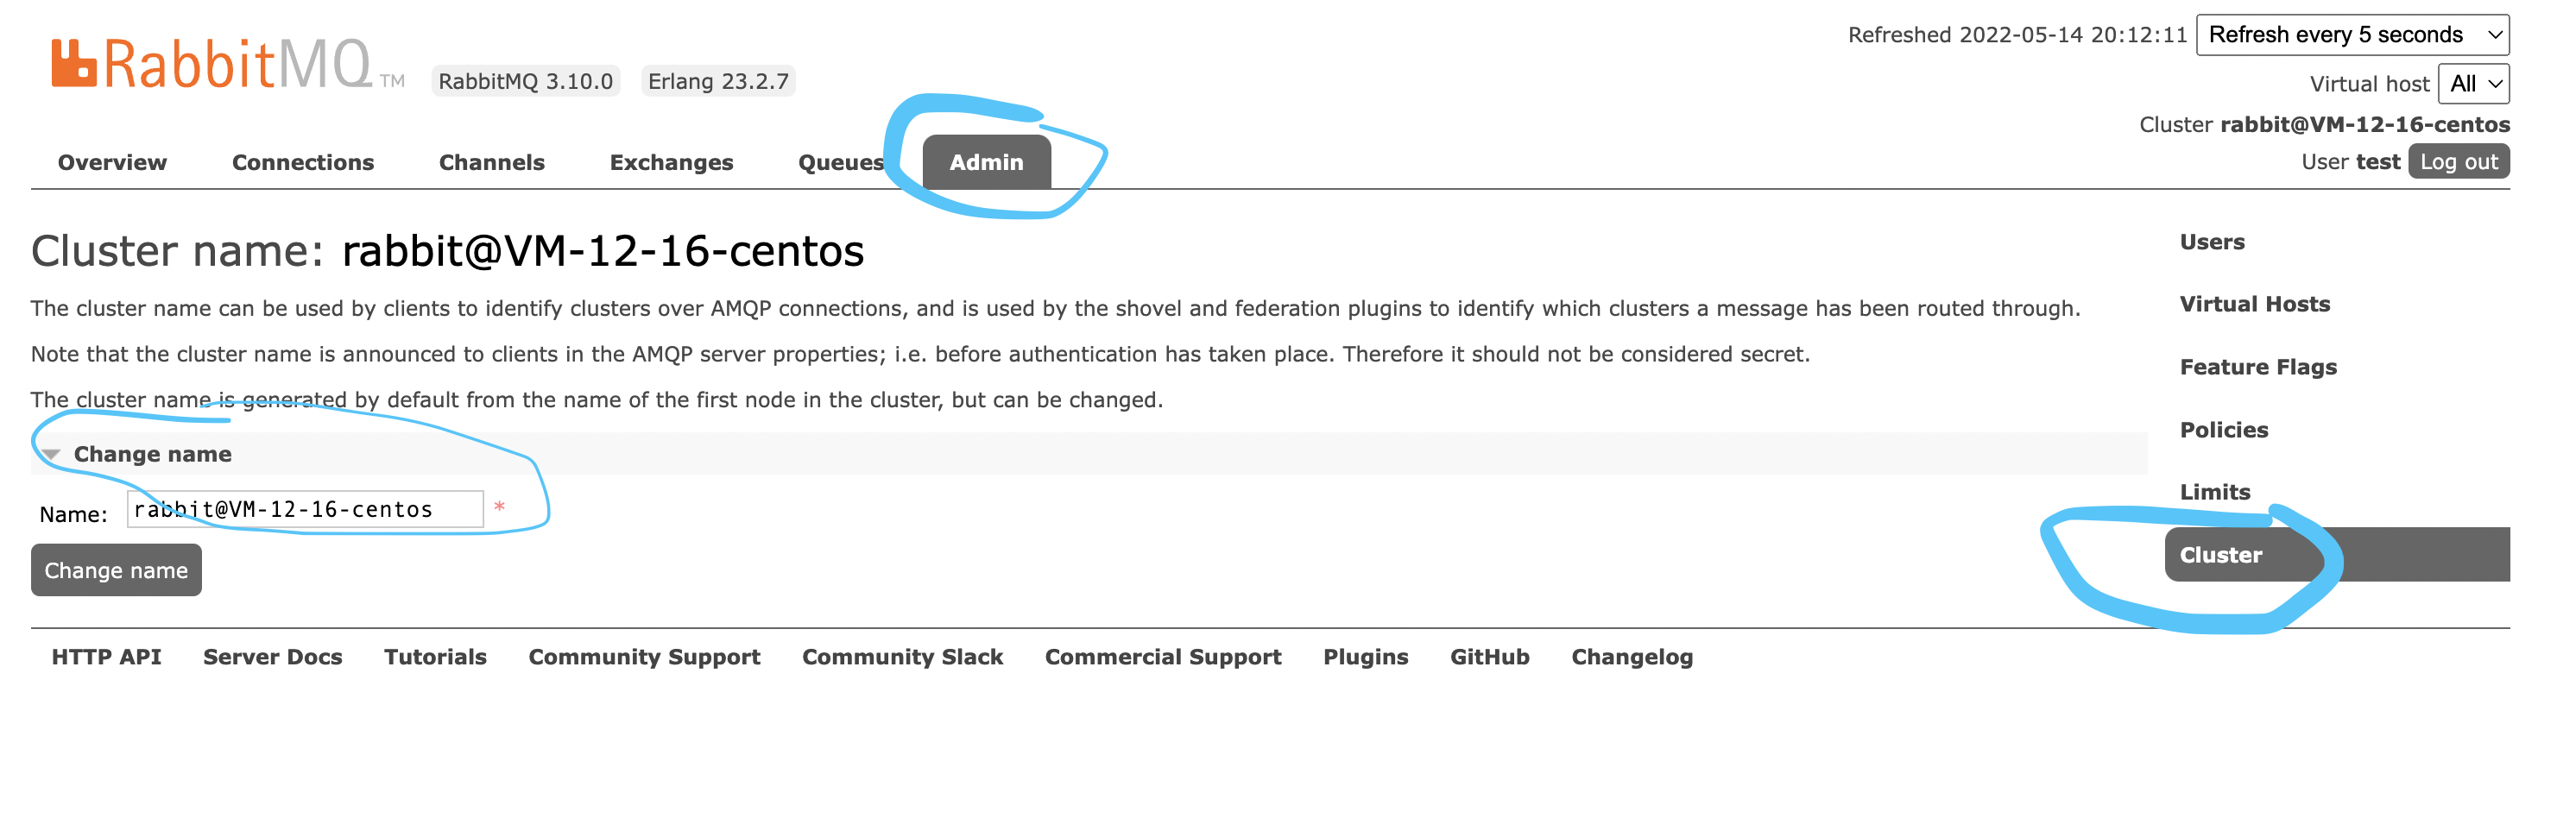 Refreshed 2022-05-14 20:12:11 Refresh every 5 seconds
RabbitMQ TM RabbitMQ 3.10.0 Erlang 23.2.7
Virtual host All
Cluster rabbit@VM-12-16-centos
User test Log out
Overview Connections Channels Exchanges Queues Admin
Cluster name: rabbit@VM-12-16-centos
The cluster name can be used by clients to identify clusters over AMQP connections, and is used by the shovel and federation plugins to identify which clusters a message has been routed through.
Note that the cluster name is announced to clients in the AMQP server properties; i.e. before authentication has taken place. Therefore it should not be considered secret.
The cluster name is generated by default from the name of the first node in the cluster, but can be changed.
Change name
Name: rabbit@VM-12-16-centos *
Change name
Users
Virtual Hosts
Feature Flags
Policies
Limits
Cluster
HTTP API Server Docs Tutorials Community Support Community Slack Commercial Support Plugins GitHub Changelog